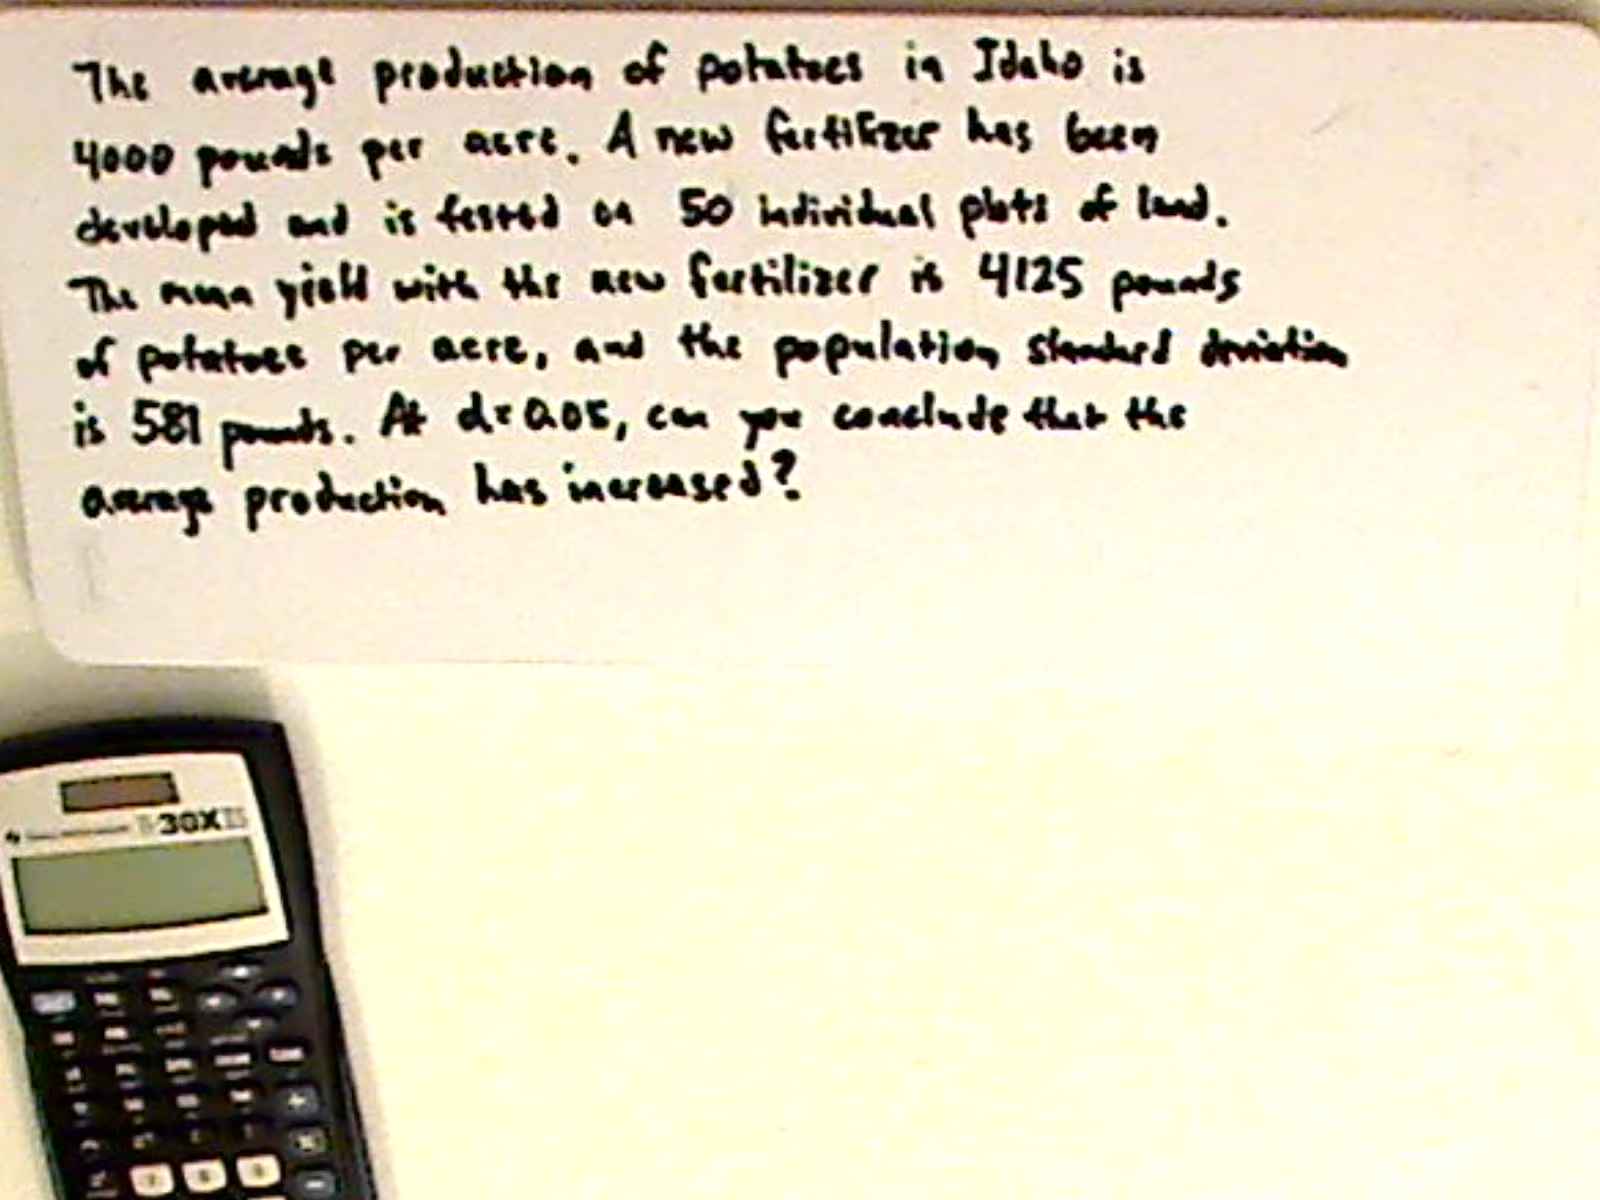 The average production of potatoes in Idaho is
4000 pounds per acre. A new fertilizer has been
developed and is tested on 50 individual plots of land.
The mean yield with the new fertilizer is 4125 pounds
of potatoes per acre, and the population standard deviation
is 581 pounds. At α=0.05, can you conclude that the
average production has increased?
30X